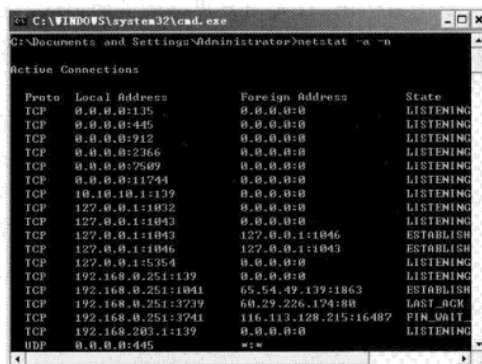 C:\WINDOWS\system32\cmd.exe
C:\Documents and Settings\Administrator>netstat -a -n
Active Connections
Proto Local Address Foreign Address State
TCP 0.0.0.0:135 0.0.0.0:0 LISTENING
TCP 0.0.0.0:445 0.0.0.0:0 LISTENING
TCP 0.0.0.0:912 0.0.0.0:0 LISTENING
TCP 0.0.0.0:2366 0.0.0.0:0 LISTENING
TCP 0.0.0.0:7509 0.0.0.0:0 LISTENING
TCP 0.0.0.0:11744 0.0.0.0:0 LISTENING
TCP 10.10.10.1:139 0.0.0.0:0 LISTENING
TCP 127.0.0.1:1032 0.0.0.0:0 LISTENING
TCP 127.0.0.1:1043 0.0.0.0:0 LISTENING
TCP 127.0.0.1:1043 127.0.0.1:1046 ESTABLISH
TCP 127.0.0.1:1046 127.0.0.1:1043 ESTABLISH
TCP 127.0.0.1:5354 0.0.0.0:0 LISTENING
TCP 192.168.0.251:139 0.0.0.0:0 LISTENING
TCP 192.168.0.251:1041 65.54.49.139:1863 ESTABLISH
TCP 192.168.0.251:3739 60.29.226.174:80 LAST_ACK
TCP 192.168.0.251:3741 116.113.128.215:16487 FIN_WAIT_
TCP 192.168.203.1:139 0.0.0.0:0 LISTENING
UDP 0.0.0.0:445 *:*